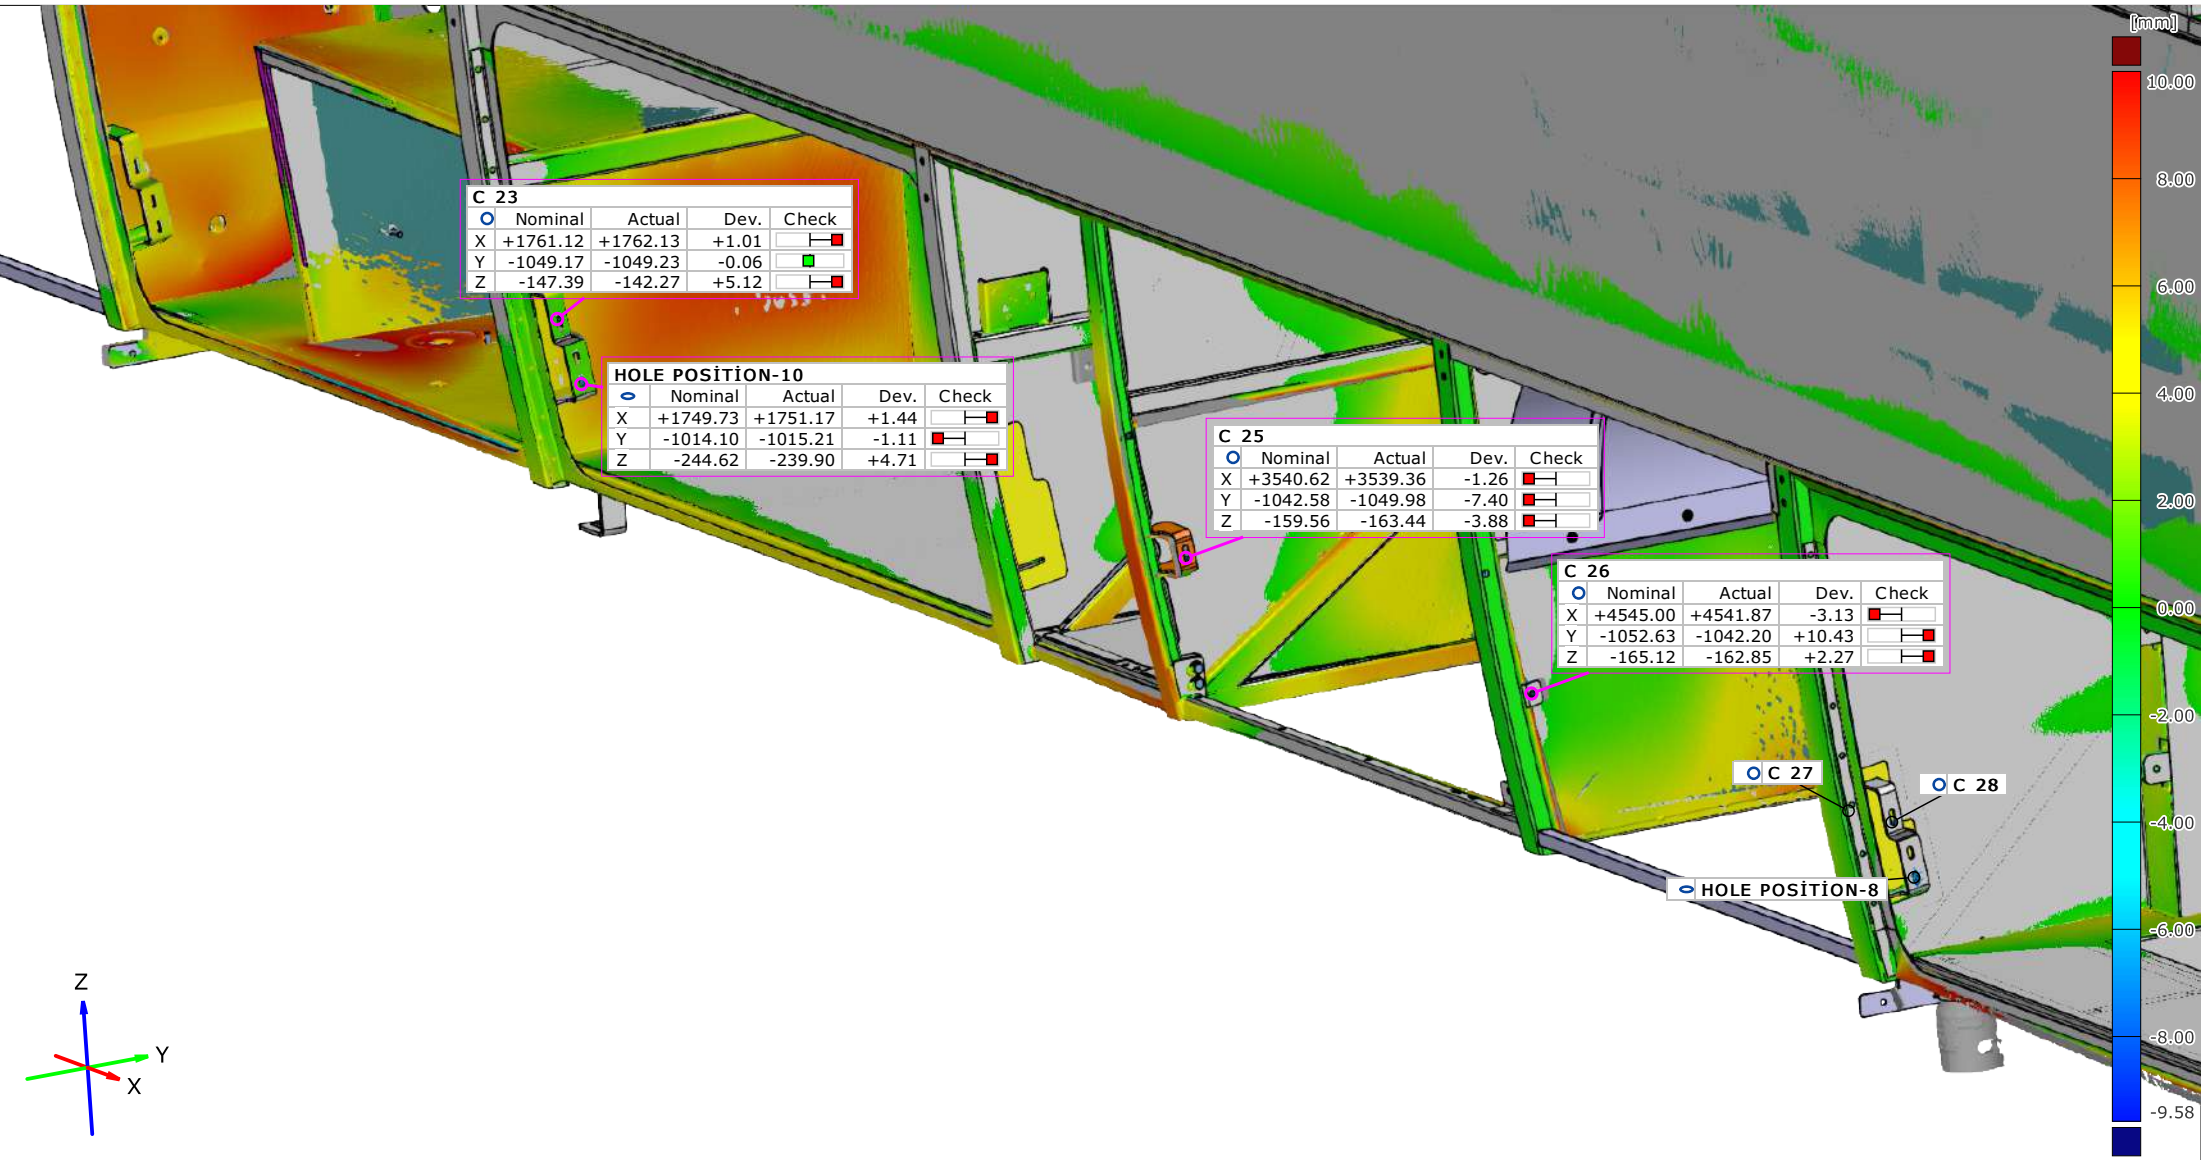 [mm]
10.00
8.00
6.00
4.00
2.00
0.00
-2.00
-4.00
-6.00
-8.00
-9.58
C 23
Nominal Actual Dev. Check
X +1761.12 +1762.13 +1.01
Y -1049.17 -1049.23 -0.06
Z -147.39 -142.27 +5.12
HOLE POSİTİON-10
Nominal Actual Dev. Check
X +1749.73 +1751.17 +1.44
Y -1014.10 -1015.21 -1.11
Z -244.62 -239.90 +4.71
C 25
Nominal Actual Dev. Check
X +3540.62 +3539.36 -1.26
Y -1042.58 -1049.98 -7.40
Z -159.56 -163.44 -3.88
C 26
Nominal Actual Dev. Check
X +4545.00 +4541.87 -3.13
Y -1052.63 -1042.20 +10.43
Z -165.12 -162.85 +2.27
C 27
C 28
HOLE POSİTİON-8
Z
Y
X